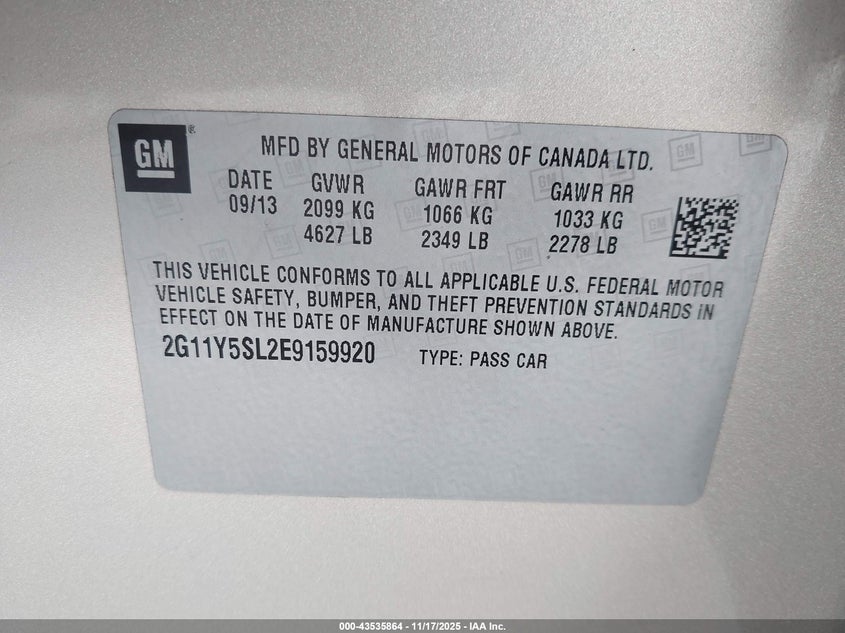 GM®
MFD BY GENERAL MOTORS OF CANADA LTD.
DATE GVWR GAWR FRT GAWR RR
09/13 2099 KG 1066 KG 1033 KG
4627 LB 2349 LB 2278 LB
THIS VEHICLE CONFORMS TO ALL APPLICABLE U.S. FEDERAL MOTOR
VEHICLE SAFETY, BUMPER, AND THEFT PREVENTION STANDARDS IN
EFFECT ON THE DATE OF MANUFACTURE SHOWN ABOVE.
2G11Y5SL2E9159920 TYPE: PASS CAR
000-43535864 - 11/17/2025 - IAA Inc.